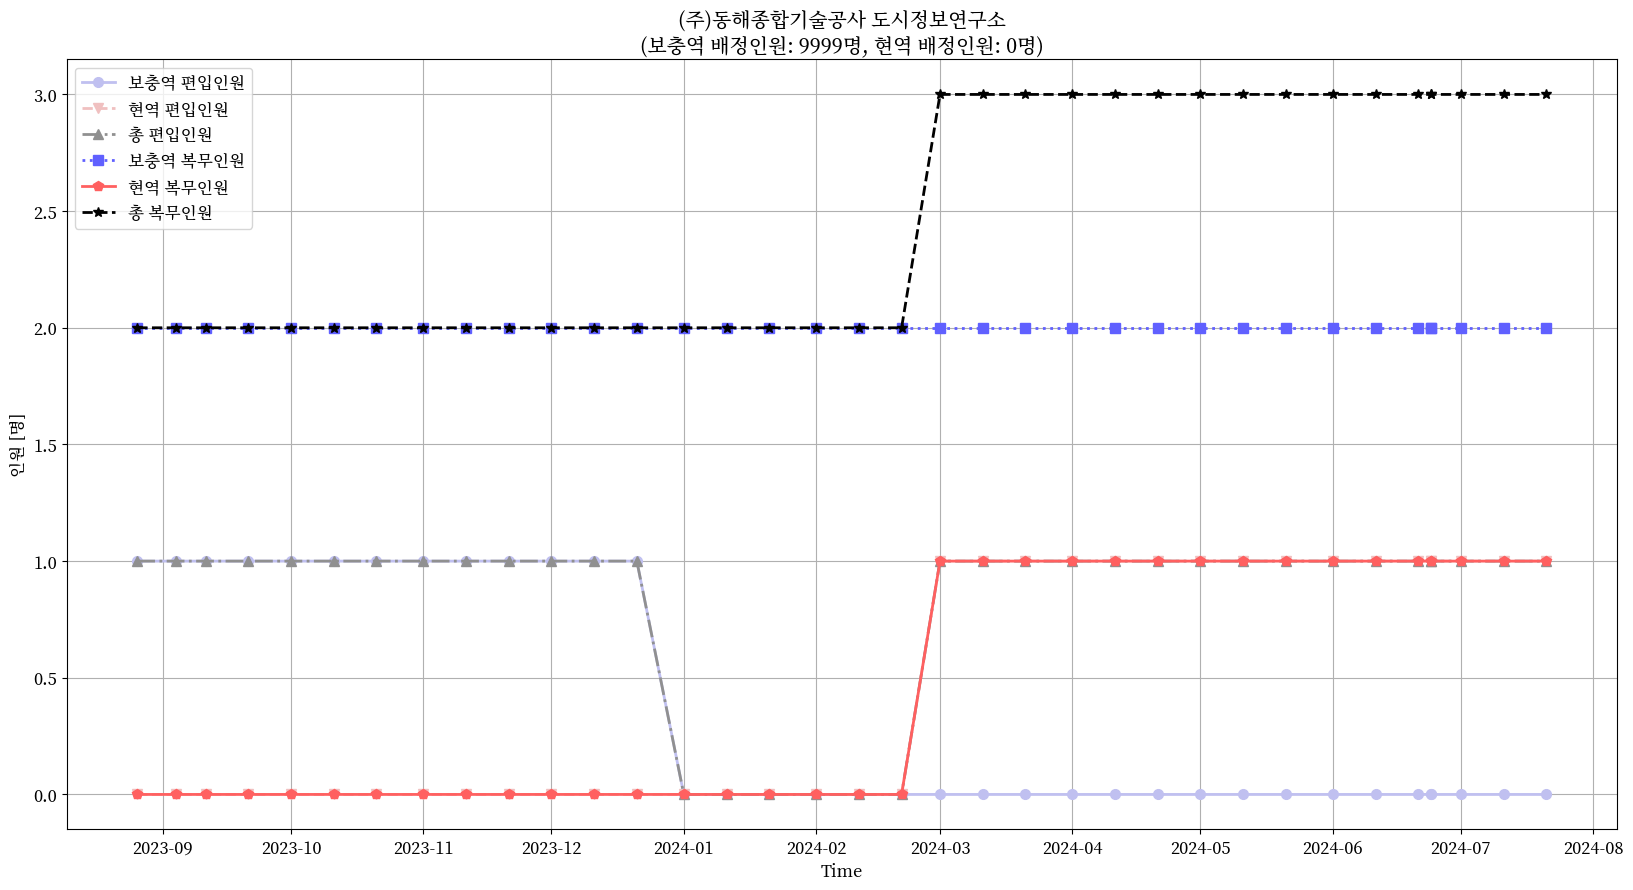 (주)동해종합기술공사 도시정보연구소
(보충역 배정인원: 9999명, 현역 배정인원: 0명)
보충역 편입인원
현역 편입인원
총 편입인원
보충역 복무인원
현역 복무인원
총 복무인원
인원 [명]
3.0
2.5
2.0
1.5
1.0
0.5
0.0
2023-09 2023-10 2023-11 2023-12 2024-01 2024-02 2024-03 2024-04 2024-05 2024-06 2024-07 2024-08
Time